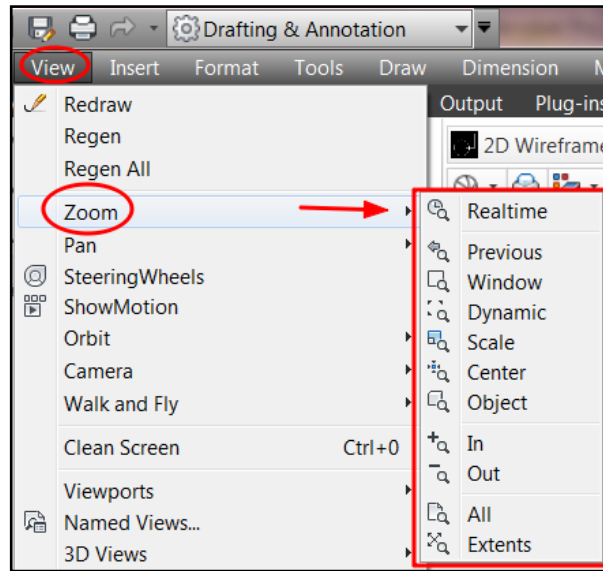 Drafting & Annotation
View Insert Format Tools Draw Dimension
Output Plug-ins
2D Wireframe
Redraw
Regen
Regen All
Zoom
Pan
SteeringWheels
ShowMotion
Orbit
Camera
Walk and Fly
Clean Screen Ctrl+0
Viewports
Named Views...
3D Views
Realtime
Previous
Window
Dynamic
Scale
Center
Object
In
Out
All
Extents